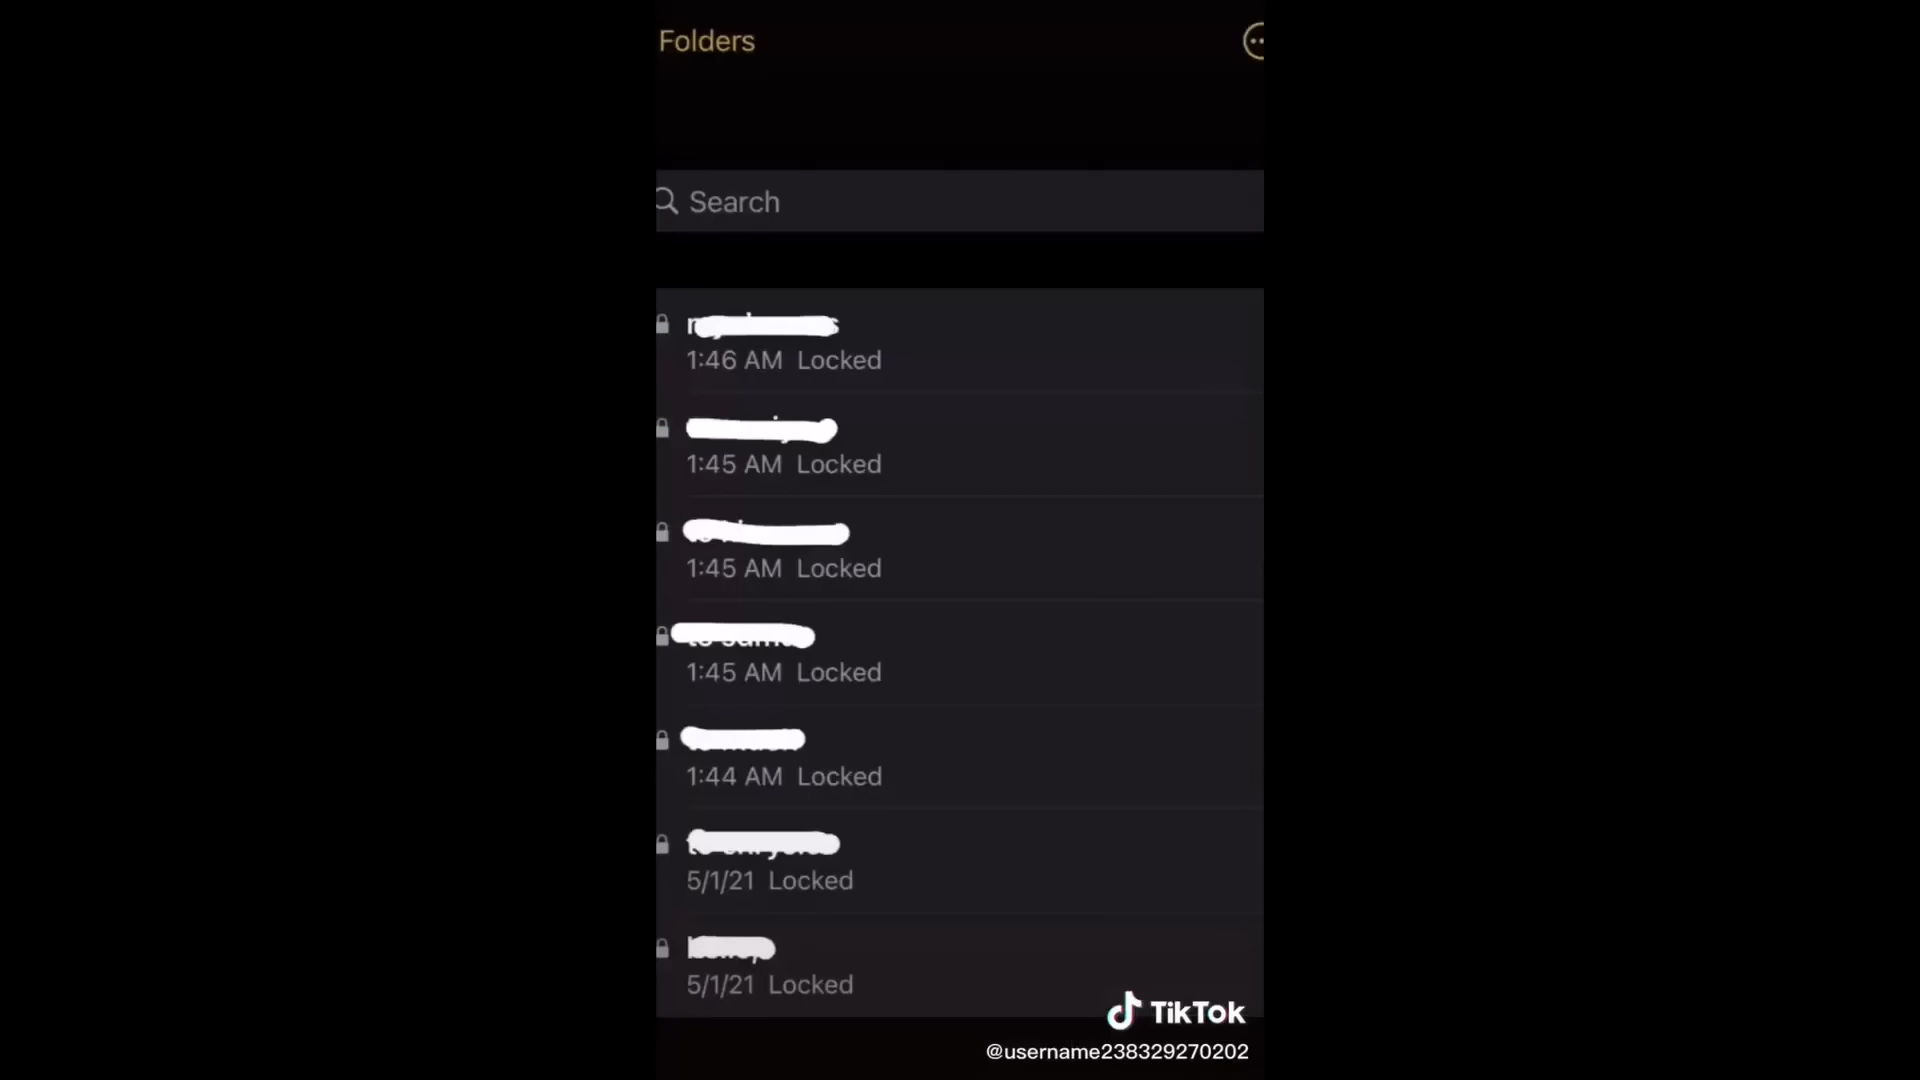 Folders
Search
1:46 AM Locked
1:45 AM Locked
1:45 AM Locked
1:45 AM Locked
1:44 AM Locked
5/1/21 Locked
5/1/21 Locked
TikTok
@username238329270202